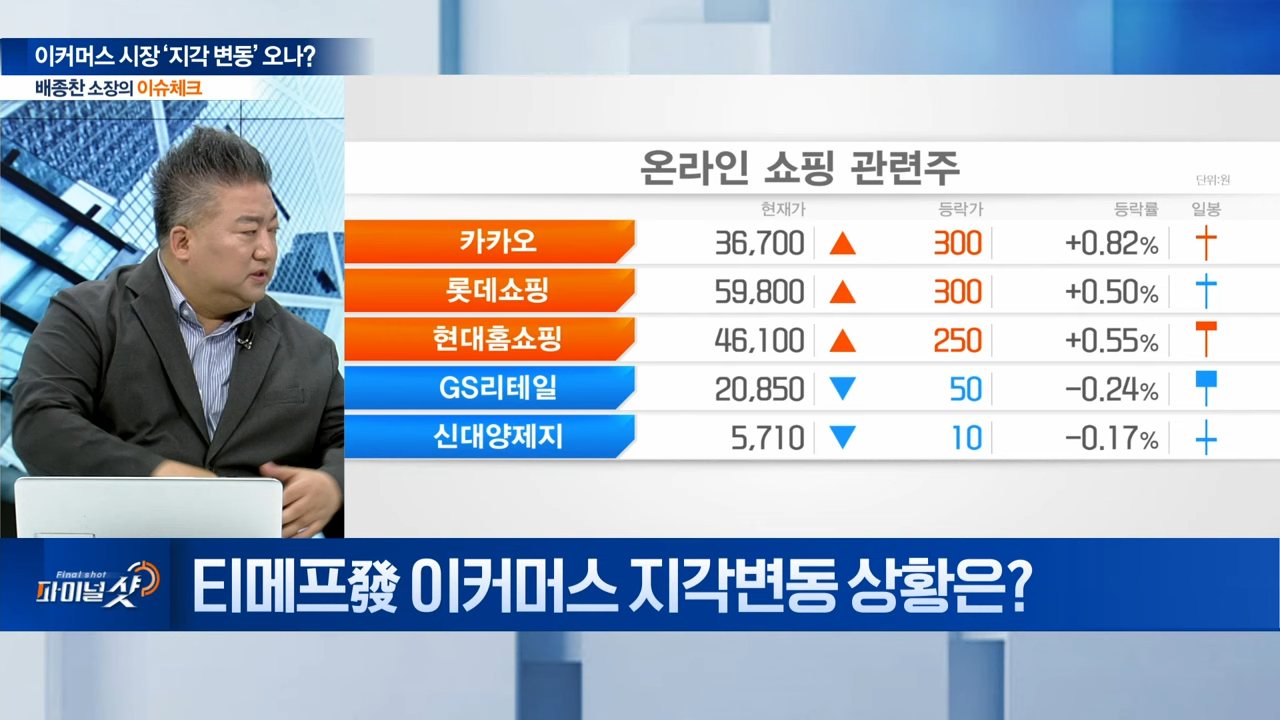 이커머스 시장 ‘지각 변동’ 오나?
배종찬 소장의 이슈체크
온라인 쇼핑 관련주
단위:원
현재가 등락가 등락률 일봉
카카오 36,700 ▲ 300 +0.82%
롯데쇼핑 59,800 ▲ 300 +0.50%
현대홈쇼핑 46,100 ▲ 250 +0.55%
GS리테일 20,850 ▼ 50 -0.24%
신대양제지 5,710 ▼ 10 -0.17%
Final shot
파이널샷
티메프發 이커머스 지각변동 상황은?